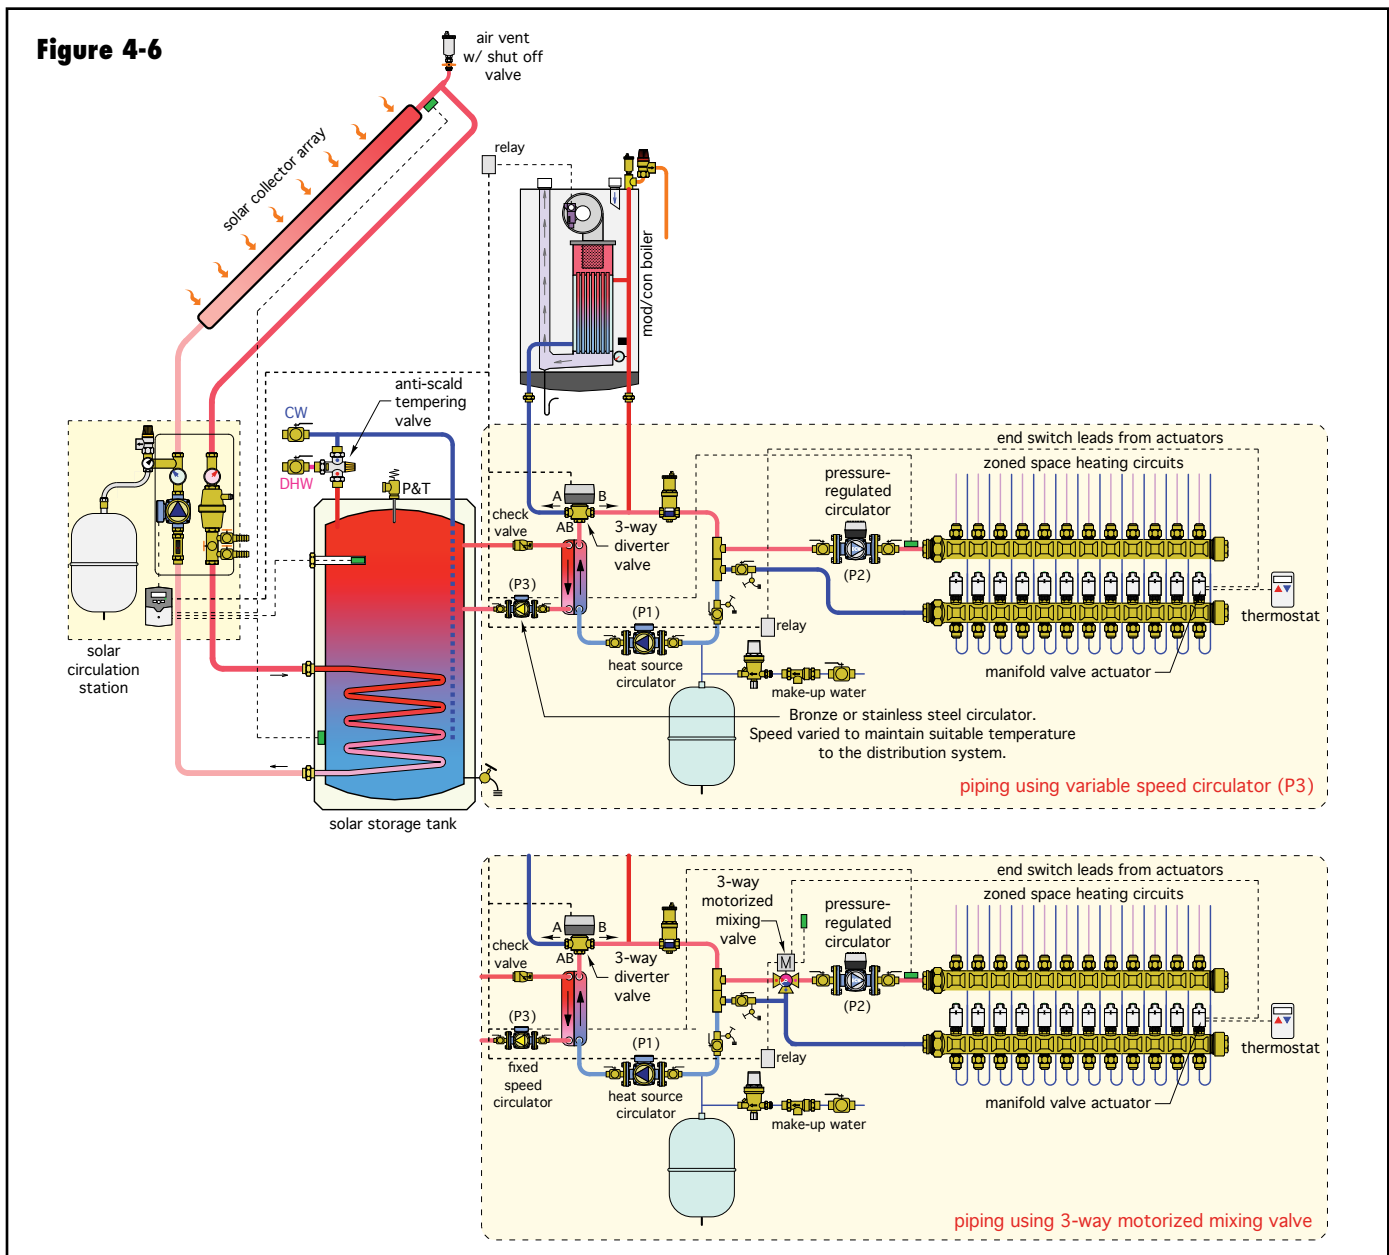 Figure 4-6
air vent
w/ shut off
valve
solar collector array
relay
mod/con boiler
anti-scald
tempering
valve
CW
DHW
P&T
solar
circulation
station
solar storage tank
check
valve
A
B
AB
3-way
diverter
valve
(P3)
(P1)
heat source
circulator
relay
make-up water
end switch leads from actuators
zoned space heating circuits
pressure-
regulated
circulator
(P2)
thermostat
manifold valve actuator
Bronze or stainless steel circulator.
Speed varied to maintain suitable temperature
to the distribution system.
piping using variable speed circulator (P3)
check
valve
A
B
AB
3-way
diverter
valve
(P3)
fixed
speed
circulator
(P1)
heat source
circulator
relay
make-up water
3-way
motorized
mixing
valve
M
end switch leads from actuators
zoned space heating circuits
pressure-
regulated
circulator
(P2)
thermostat
manifold valve actuator
piping using 3-way motorized mixing valve